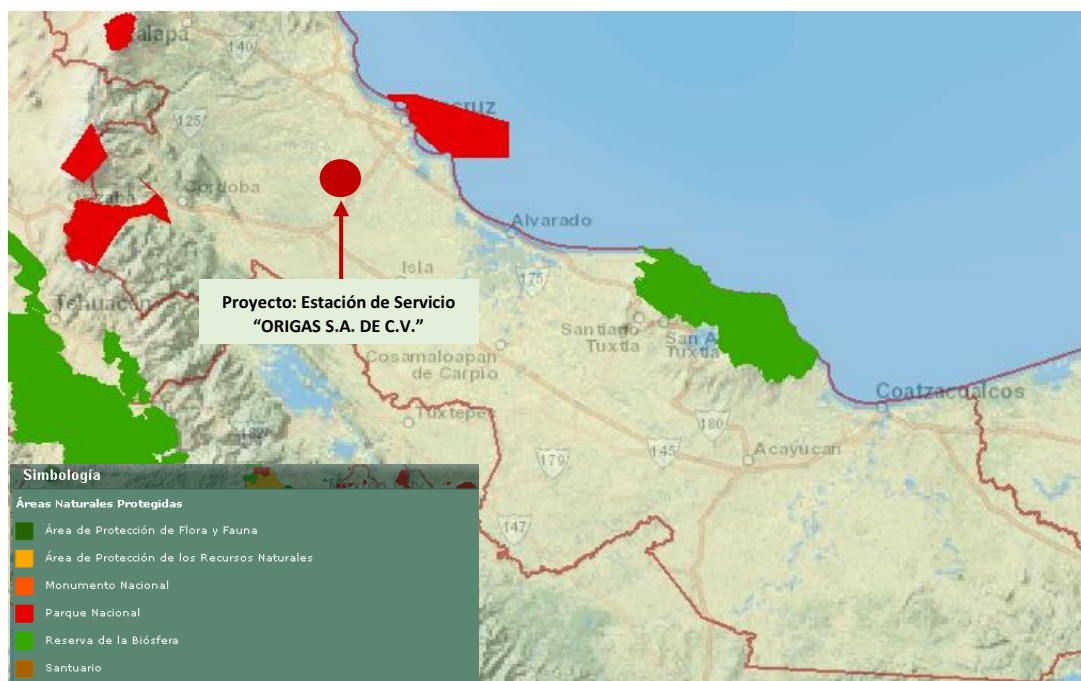 140
125
Córdoba
Alvarado
175
Isla
Proyecto: Estación de Servicio
“ORIGAS S.A. DE C.V.”
Tehuacán
Santiago
Tuxtla
San A
Tuxtla
Cosamaloapan
de Carpio
Coatzacoalcos
Tuxtepec
182
180
145
179
Acayucan
147
Simbología
Áreas Naturales Protegidas
Área de Protección de Flora y Fauna
Área de Protección de los Recursos Naturales
Monumento Nacional
Parque Nacional
Reserva de la Biósfera
Santuario